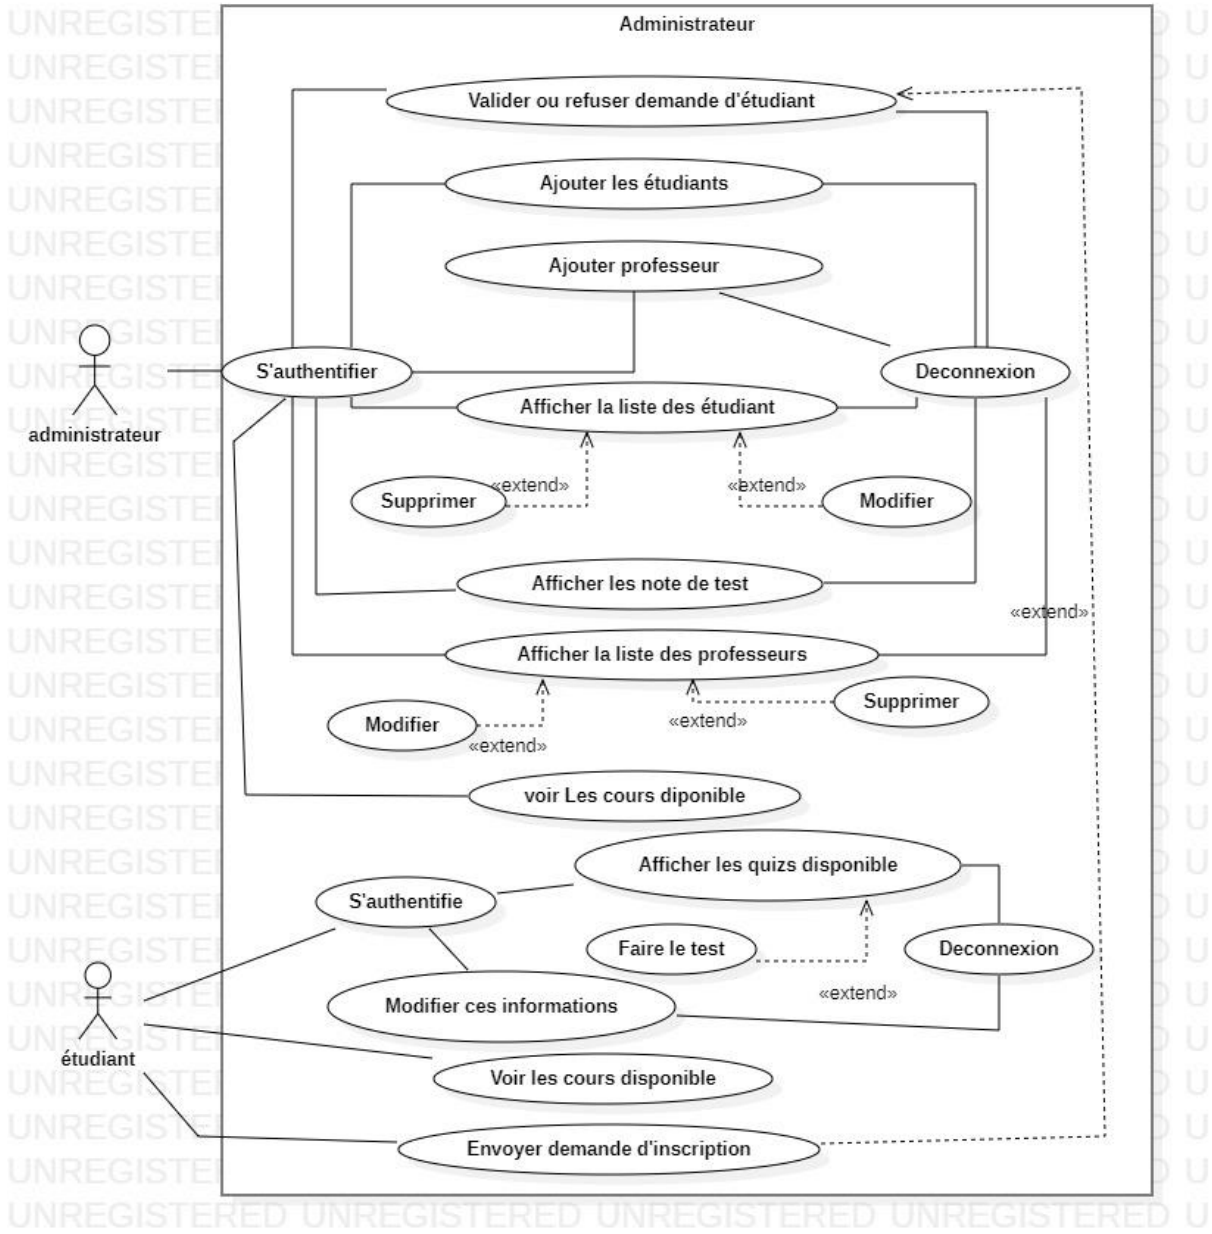 Administrateur
Valider ou refuser demande d'étudiant
Ajouter les étudiants
Ajouter professeur
S'authentifier
Deconnexion
administrateur
Afficher la liste des étudiant
«extend»
«extend»
Supprimer
Modifier
Afficher les note de test
«extend»
Afficher la liste des professeurs
Supprimer
Modifier
«extend»
«extend»
voir Les cours diponible
Afficher les quizs disponible
S'authentifie
Faire le test
Deconnexion
«extend»
Modifier ces informations
étudiant
Voir les cours disponible
Envoyer demande d'inscription
UNREGISTERED UNREGISTERED UNREGISTERED UNREGISTERED U